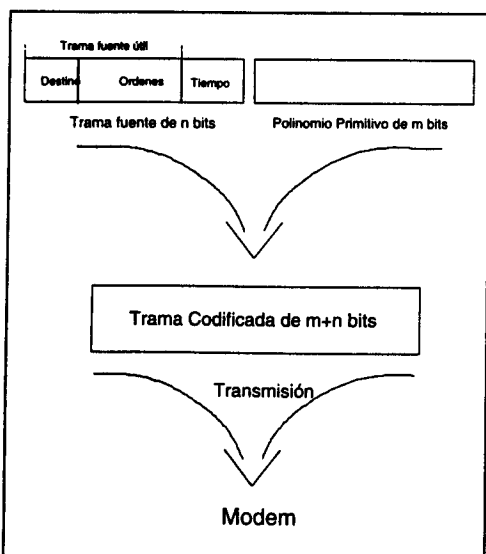 Trama fuente útil
Destino Ordenes Tiempo
Trama fuente de n bits Polinomio Primitivo de m bits
Trama Codificada de m+n bits
Transmisión
Modem